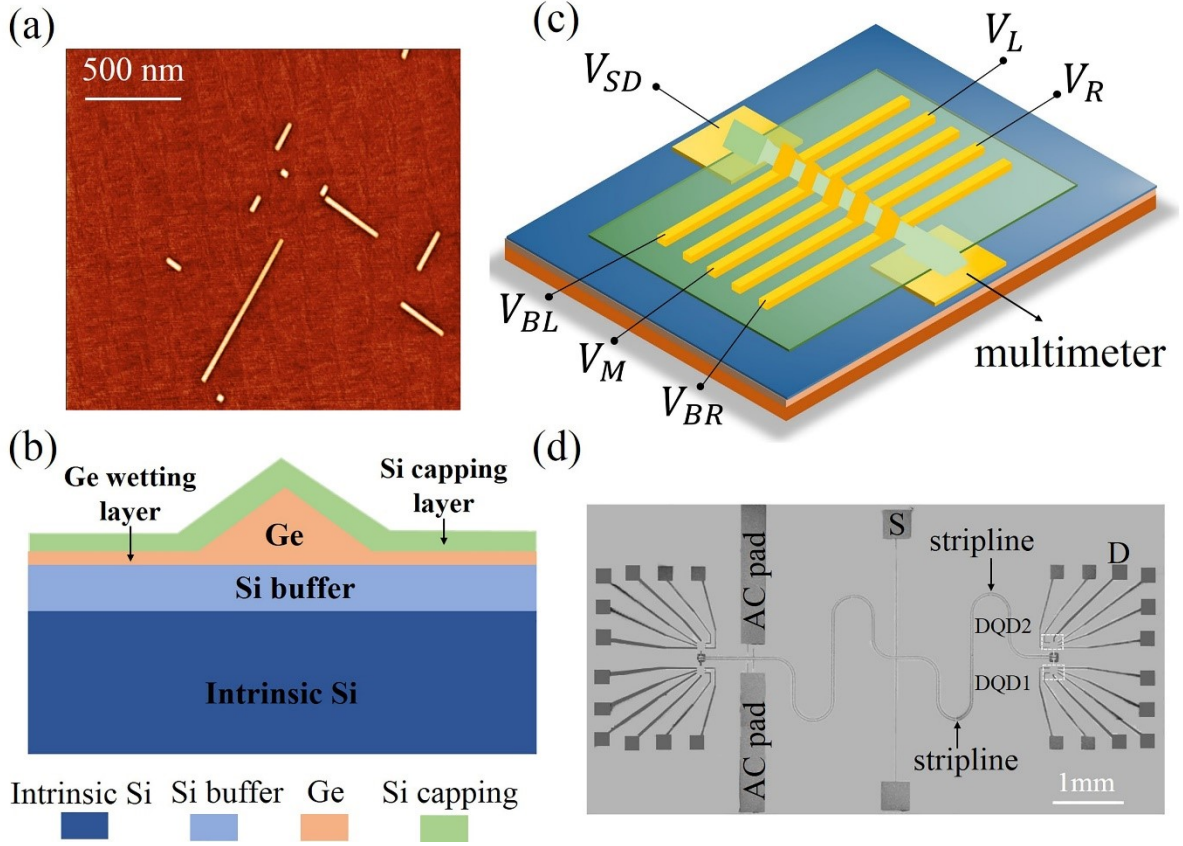 (a)
500 nm
(b)
Ge wetting
layer
Si capping
layer
Ge
Si buffer
Intrinsic Si
Intrinsic Si
Si buffer
Ge
Si capping
(c)
V_SD
V_L
V_R
V_BL
V_M
V_BR
multimeter
(d)
AC pad
AC pad
S
stripline
D
DQD2
DQD1
stripline
1mm